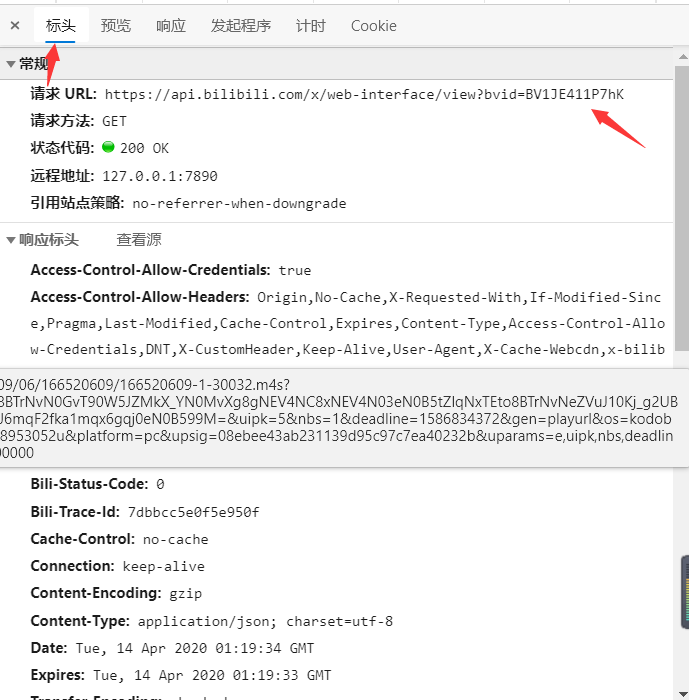 × 标头 预览 响应 发起程序 计时 Cookie
常规
请求 URL: https://api.bilibili.com/x/web-interface/view?bvid=BV1JE411P7hK
请求方法: GET
状态代码: 200 OK
远程地址: 127.0.0.1:7890
引用站点策略: no-referrer-when-downgrade
响应标头 查看源
Access-Control-Allow-Credentials: true
Access-Control-Allow-Headers: Origin,No-Cache,X-Requested-With,If-Modified-Sinc
e,Pragma,Last-Modified,Cache-Control,Expires,Content-Type,Access-Control-Allo
w-Credentials,DNT,X-CustomHeader,Keep-Alive,User-Agent,X-Cache-Webcdn,x-bilib
09/06/166520609/166520609-1-30032.m4s?
8BTrNvN0GvT90W5JZMkX_YN0MvXg8gNEV4NC8xNEV4N03eN0B5tZlqNxTEto8BTrNvNeZVuJ10Kj_g2UB
J6mqF2fka1mqx6gqj0eN0B599M=&uipk=5&nbs=1&deadline=1586834372&gen=playurl&os=kodob
8953052u&platform=pc&upsig=08ebee43ab231139d95c97c7ea40232b&uparams=e,uipk,nbs,deadlin
00000
Bili-Status-Code: 0
Bili-Trace-Id: 7dbbcc5e0f5e950f
Cache-Control: no-cache
Connection: keep-alive
Content-Encoding: gzip
Content-Type: application/json; charset=utf-8
Date: Tue, 14 Apr 2020 01:19:34 GMT
Expires: Tue, 14 Apr 2020 01:19:33 GMT